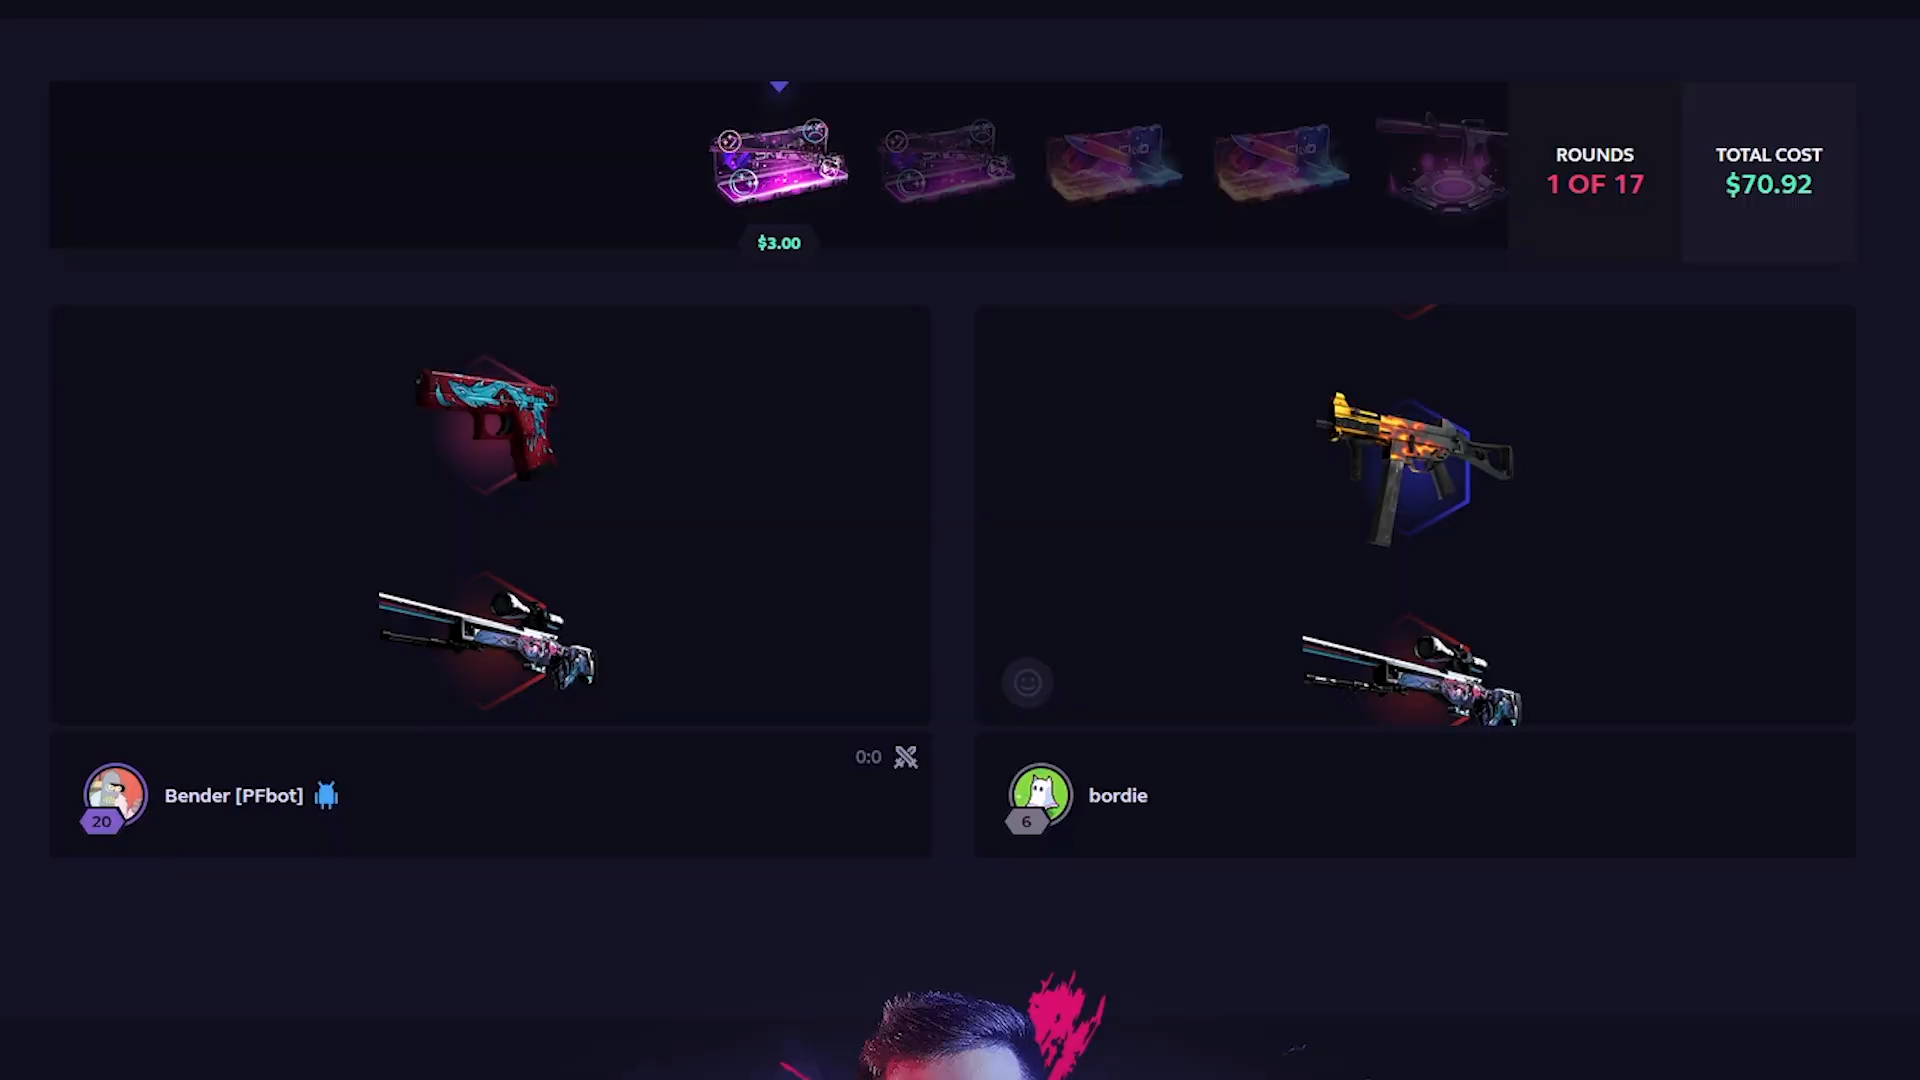 ROUNDS
1 OF 17
TOTAL COST
$70.92
$3.00
0:0
Bender [PFbot]
20
bordie
6